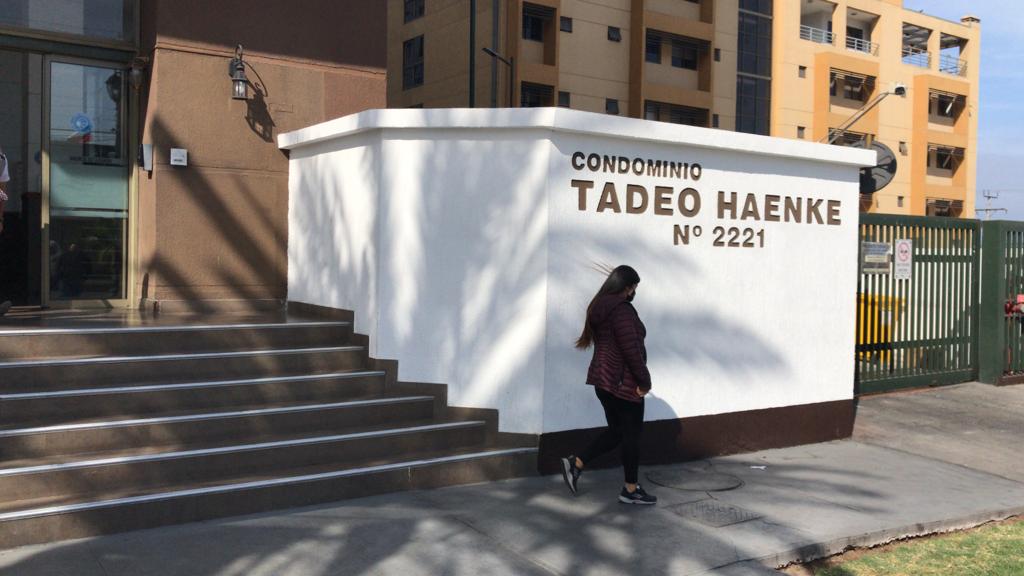 CONDOMINIO
TADEO HAENKE
Nº 2221